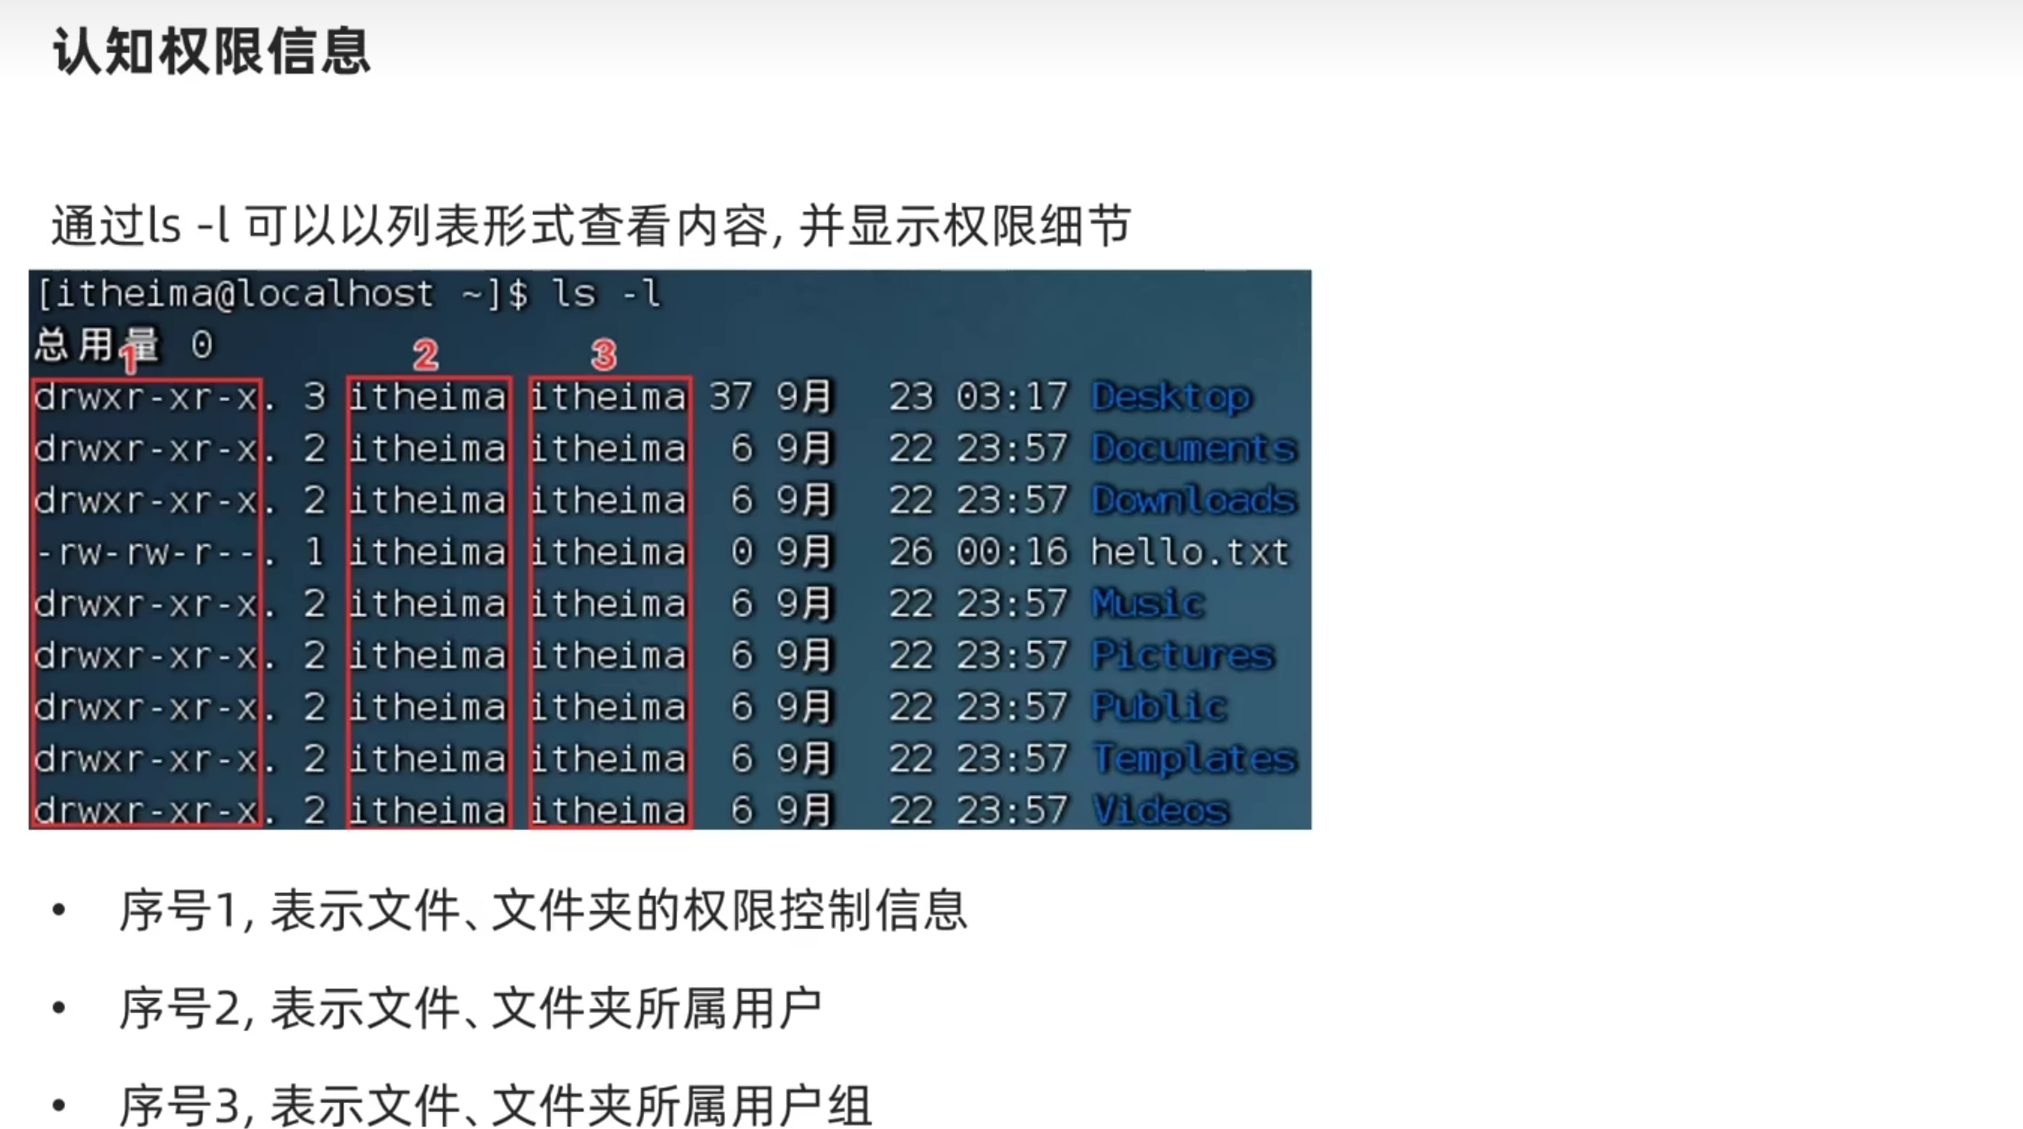 认知权限信息
通过ls -l 可以以列表形式查看内容, 并显示权限细节
[itheima@localhost ~]$ ls -l
总用量 0
1 2 3
drwxr-xr-x. 3 itheima itheima 37 9月 23 03:17 Desktop
drwxr-xr-x. 2 itheima itheima 6 9月 22 23:57 Documents
drwxr-xr-x. 2 itheima itheima 6 9月 22 23:57 Downloads
-rw-rw-r--. 1 itheima itheima 0 9月 26 00:16 hello.txt
drwxr-xr-x. 2 itheima itheima 6 9月 22 23:57 Music
drwxr-xr-x. 2 itheima itheima 6 9月 22 23:57 Pictures
drwxr-xr-x. 2 itheima itheima 6 9月 22 23:57 Public
drwxr-xr-x. 2 itheima itheima 6 9月 22 23:57 Templates
drwxr-xr-x. 2 itheima itheima 6 9月 22 23:57 Videos
• 序号1, 表示文件、文件夹的权限控制信息
• 序号2, 表示文件、文件夹所属用户
• 序号3, 表示文件、文件夹所属用户组